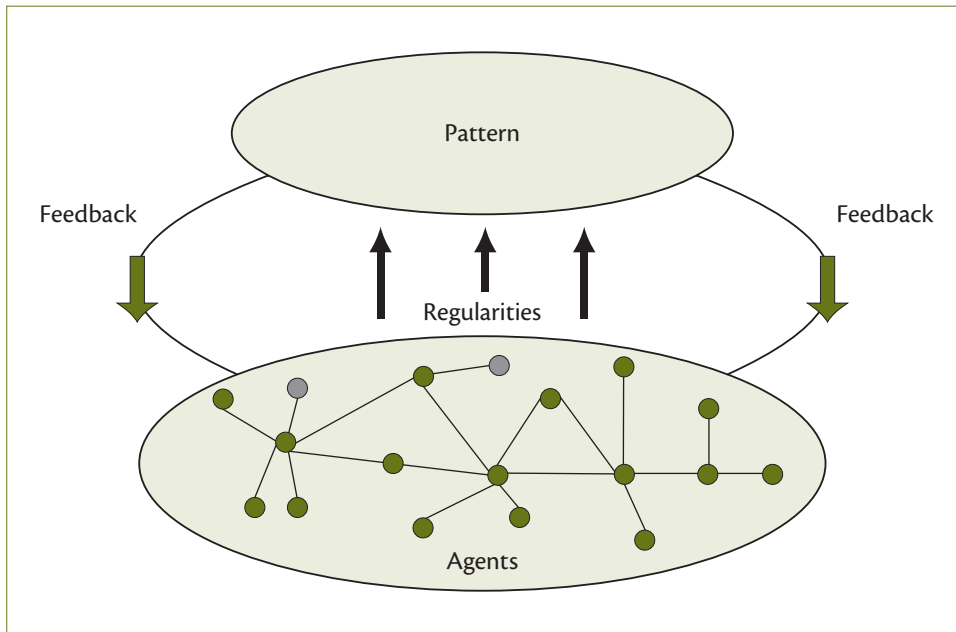 Pattern
Feedback
Feedback
Regularities
Agents